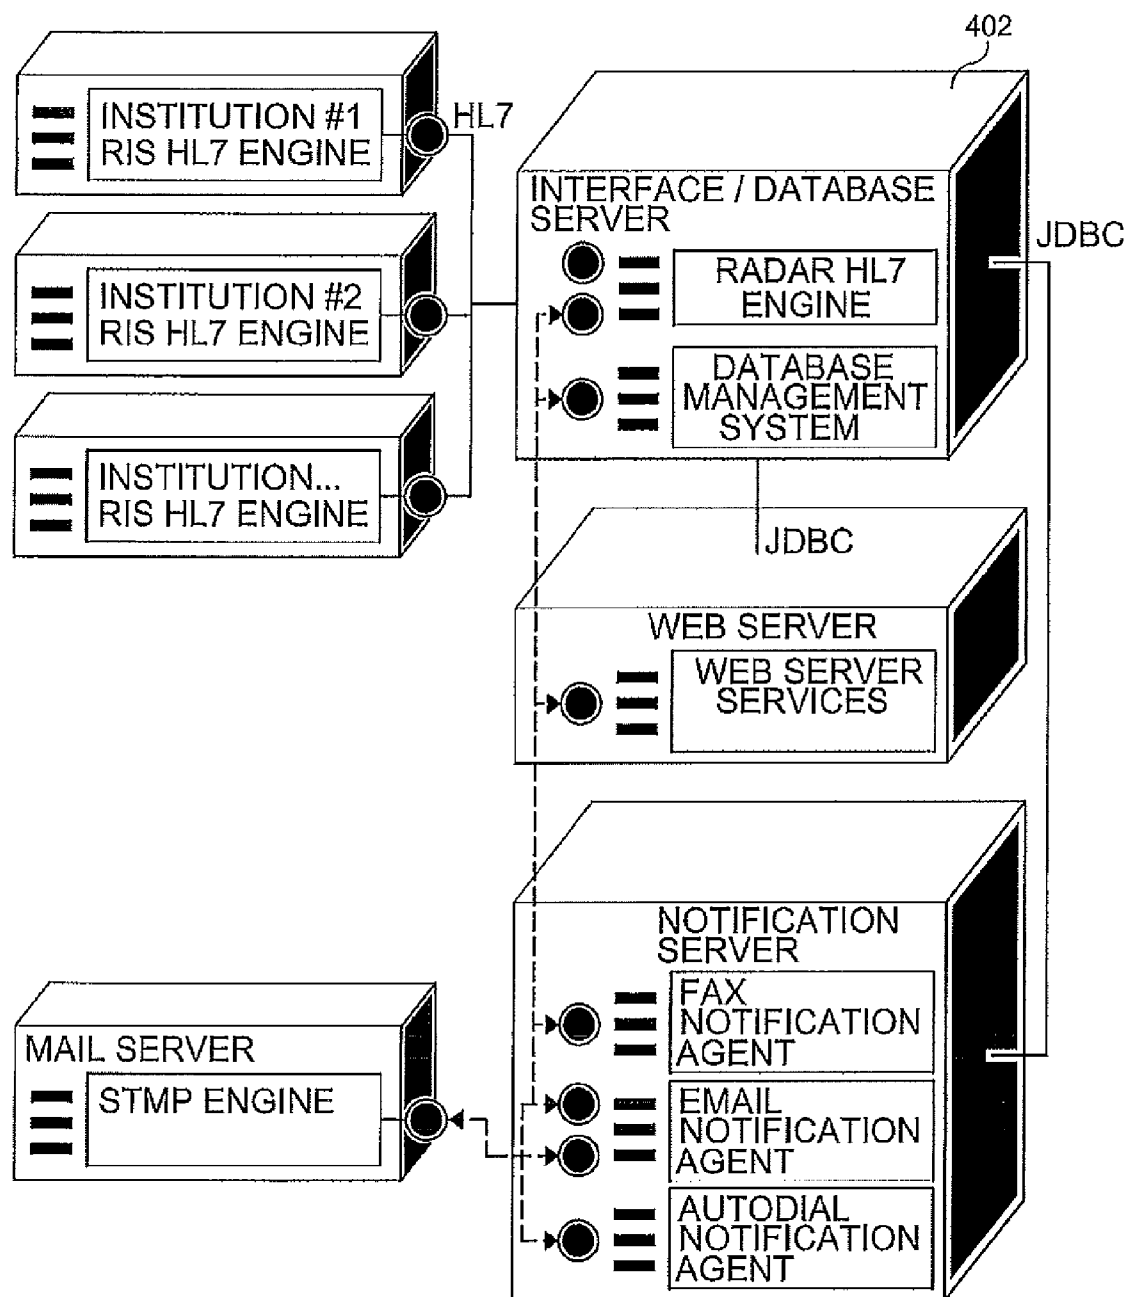 402
INSTITUTION #1
RIS HL7 ENGINE
HL7
INTERFACE / DATABASE
SERVER
JDBC
RADAR HL7
ENGINE
INSTITUTION #2
RIS HL7 ENGINE
DATABASE
MANAGEMENT
SYSTEM
INSTITUTION...
RIS HL7 ENGINE
JDBC
WEB SERVER
WEB SERVER
SERVICES
NOTIFICATION
SERVER
FAX
NOTIFICATION
AGENT
MAIL SERVER
STMP ENGINE
EMAIL
NOTIFICATION
AGENT
AUTODIAL
NOTIFICATION
AGENT